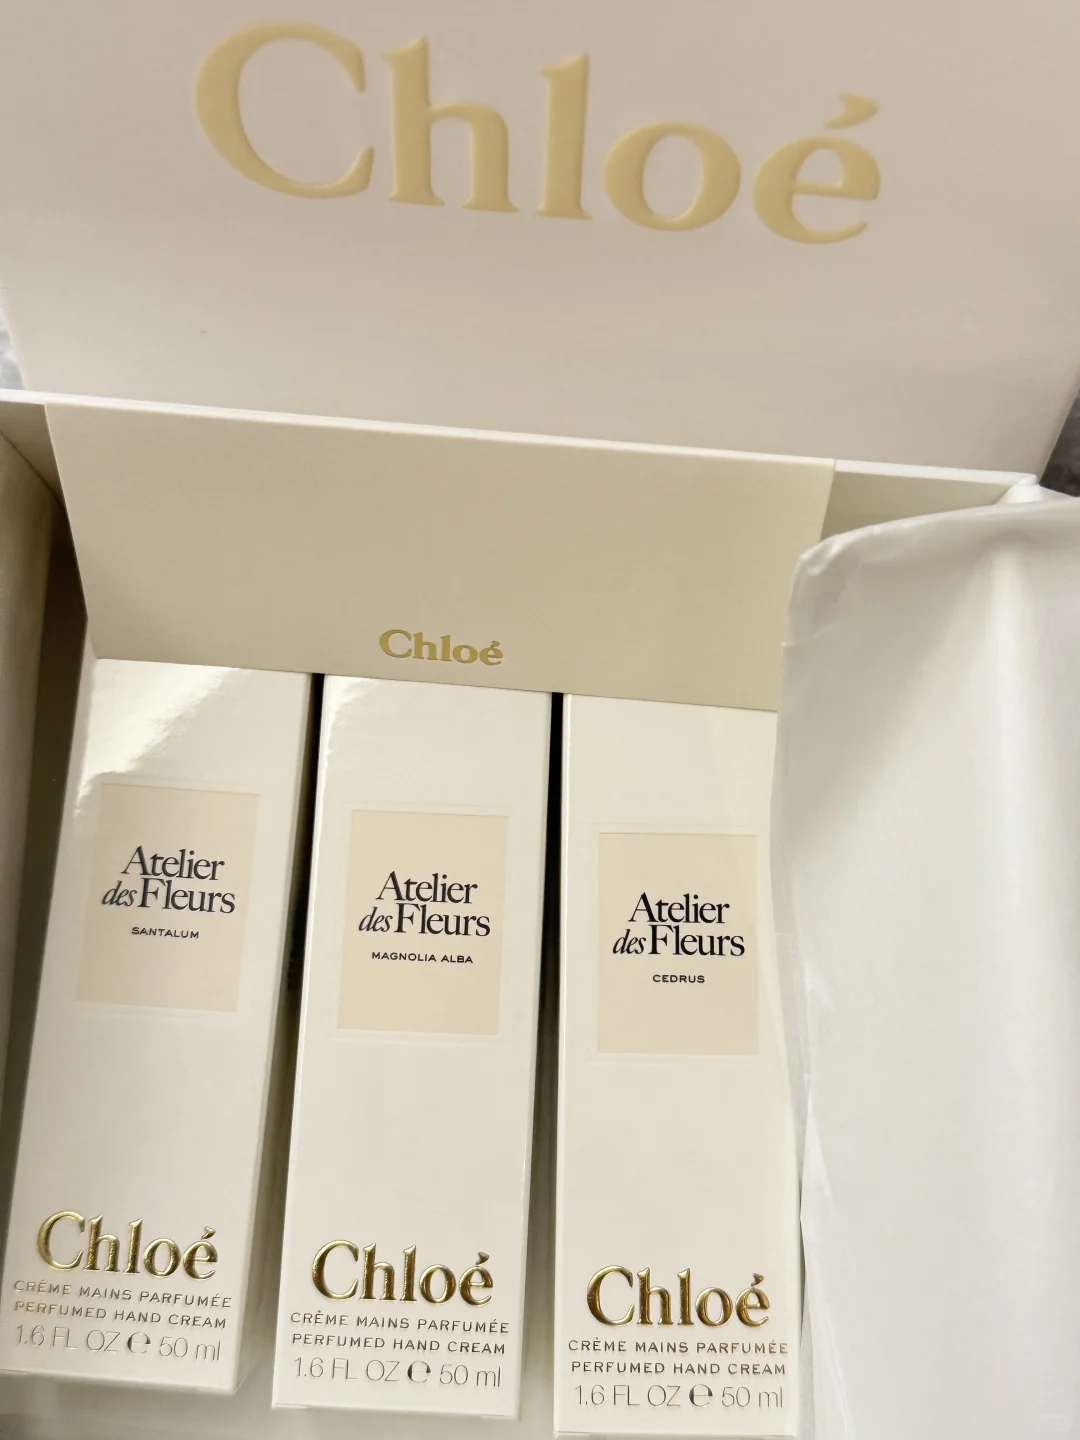 Chloé
Chloé
Atelier
des Fleurs
SANTALUM
Chloé
CRÈME MAINS PARFUMÉE
PERFUMED HAND CREAM
1.6 FL OZ ℮ 50 ml
Atelier
des Fleurs
MAGNOLIA ALBA
Chloé
CRÈME MAINS PARFUMÉE
PERFUMED HAND CREAM
1.6 FL OZ ℮ 50 ml
Atelier
des Fleurs
CEDRUS
Chloé
CRÈME MAINS PARFUMÉE
PERFUMED HAND CREAM
1.6 FL OZ ℮ 50 ml